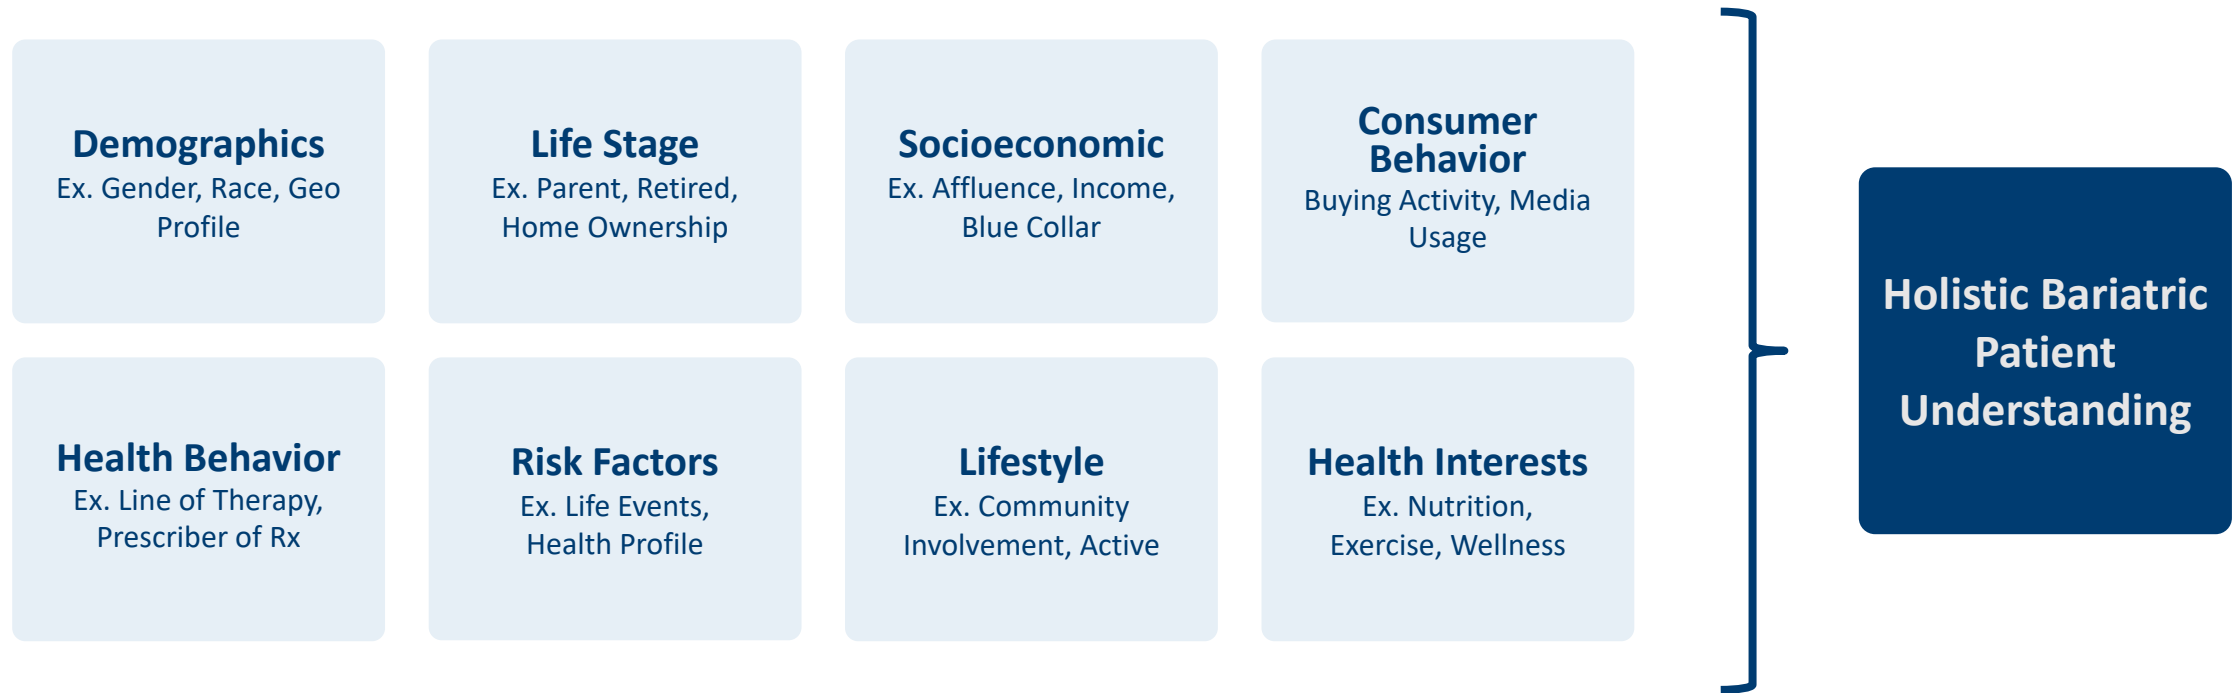 Demographics
Ex. Gender, Race, Geo
Profile
Life Stage
Ex. Parent, Retired,
Home Ownership
Socioeconomic
Ex. Affluence, Income,
Blue Collar
Consumer
Behavior
Buying Activity, Media
Usage
Health Behavior
Ex. Line of Therapy,
Prescriber of Rx
Risk Factors
Ex. Life Events,
Health Profile
Lifestyle
Ex. Community
Involvement, Active
Health Interests
Ex. Nutrition,
Exercise, Wellness
Holistic Bariatric
Patient
Understanding